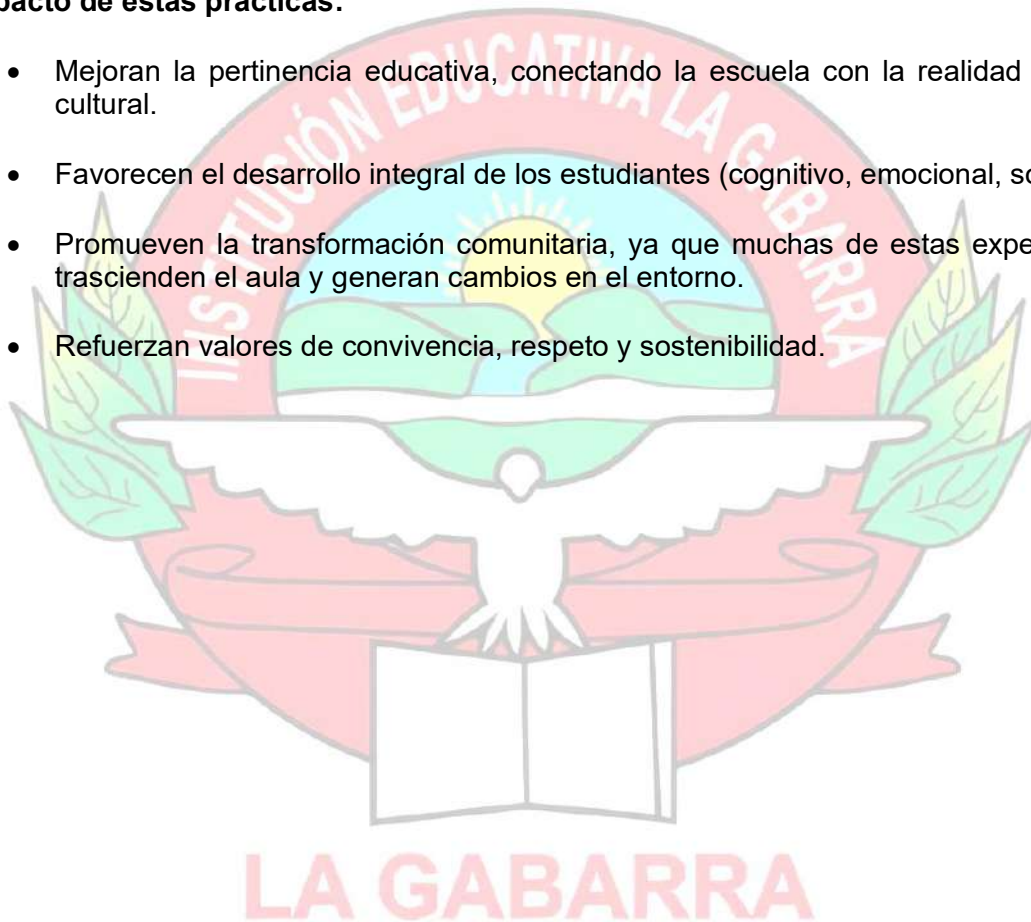 pacto de estas prácticas:
• Mejoran la pertinencia educativa, conectando la escuela con la realidad
cultural.
• Favorecen el desarrollo integral de los estudiantes (cognitivo, emocional, so
• Promueven la transformación comunitaria, ya que muchas de estas expe
trascienden el aula y generan cambios en el entorno.
• Refuerzan valores de convivencia, respeto y sostenibilidad.
INSTITUCIÓN EDUCATIVA LA GABARRA
LA GABARRA